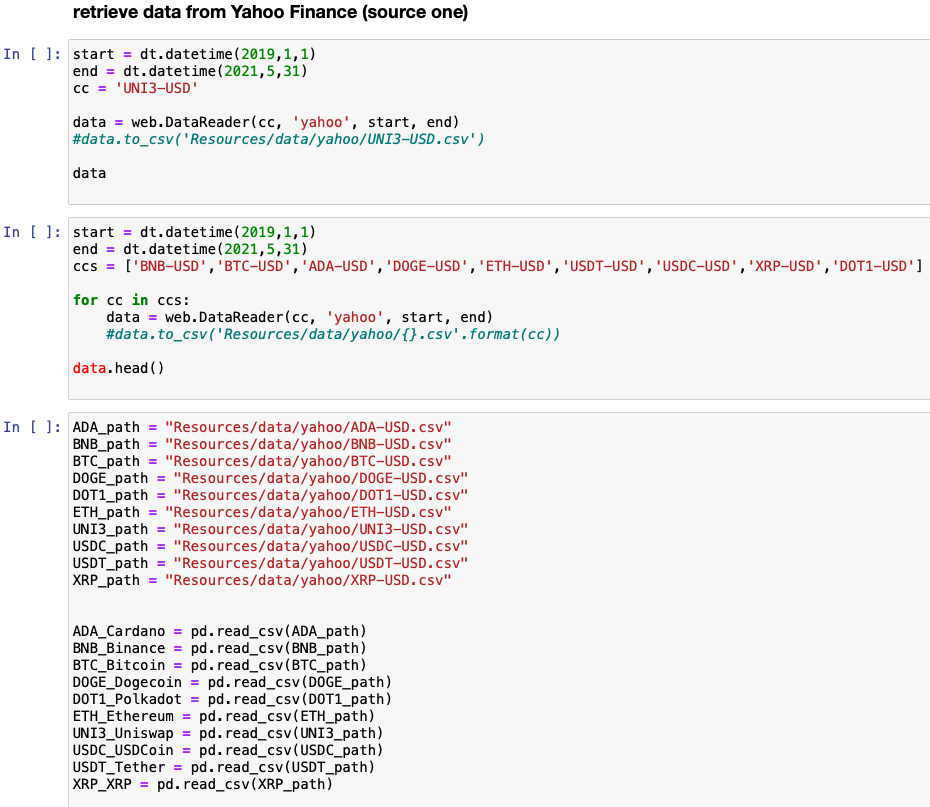 retrieve data from Yahoo Finance (source one)
In [ ]:
start = dt.datetime(2019,1,1)
end = dt.datetime(2021,5,31)
cc = 'UNI3-USD'
data = web.DataReader(cc, 'yahoo', start, end)
#data.to_csv('Resources/data/yahoo/UNI3-USD.csv')
data
In [ ]:
start = dt.datetime(2019,1,1)
end = dt.datetime(2021,5,31)
ccs = ['BNB-USD','BTC-USD','ADA-USD','DOGE-USD','ETH-USD','USDT-USD','USDC-USD','XRP-USD','DOT1-USD']
for cc in ccs:
    data = web.DataReader(cc, 'yahoo', start, end)
    #data.to_csv('Resources/data/yahoo/{}.csv'.format(cc))
data.head()
In [ ]:
ADA_path = "Resources/data/yahoo/ADA-USD.csv"
BNB_path = "Resources/data/yahoo/BNB-USD.csv"
BTC_path = "Resources/data/yahoo/BTC-USD.csv"
DOGE_path = "Resources/data/yahoo/DOGE-USD.csv"
DOT1_path = "Resources/data/yahoo/DOT1-USD.csv"
ETH_path = "Resources/data/yahoo/ETH-USD.csv"
UNI3_path = "Resources/data/yahoo/UNI3-USD.csv"
USDC_path = "Resources/data/yahoo/USDC-USD.csv"
USDT_path = "Resources/data/yahoo/USDT-USD.csv"
XRP_path = "Resources/data/yahoo/XRP-USD.csv"
ADA_Cardano = pd.read_csv(ADA_path)
BNB_Binance = pd.read_csv(BNB_path)
BTC_Bitcoin = pd.read_csv(BTC_path)
DOGE_Dogecoin = pd.read_csv(DOGE_path)
DOT1_Polkadot = pd.read_csv(DOT1_path)
ETH_Ethereum = pd.read_csv(ETH_path)
UNI3_Uniswap = pd.read_csv(UNI3_path)
USDC_USDCoin = pd.read_csv(USDC_path)
USDT_Tether = pd.read_csv(USDT_path)
XRP_XRP = pd.read_csv(XRP_path)